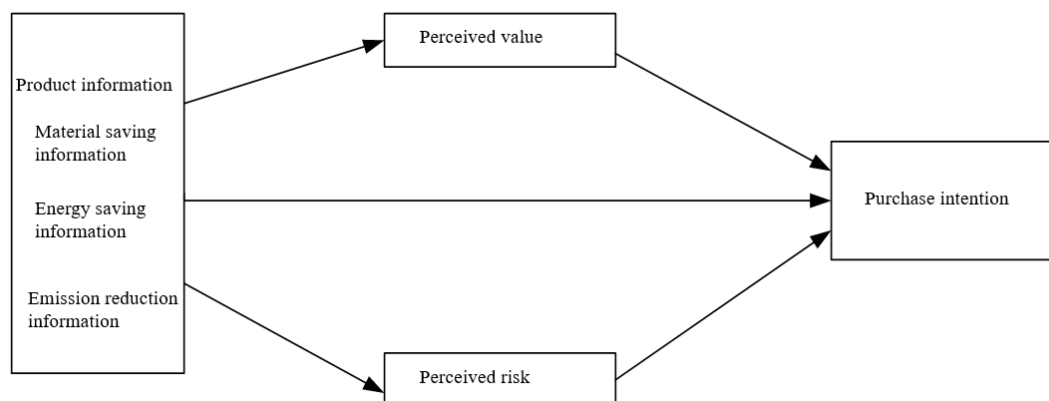 Product information
Material saving
information
Energy saving
information
Emission reduction
information
Perceived value
Perceived risk
Purchase intention